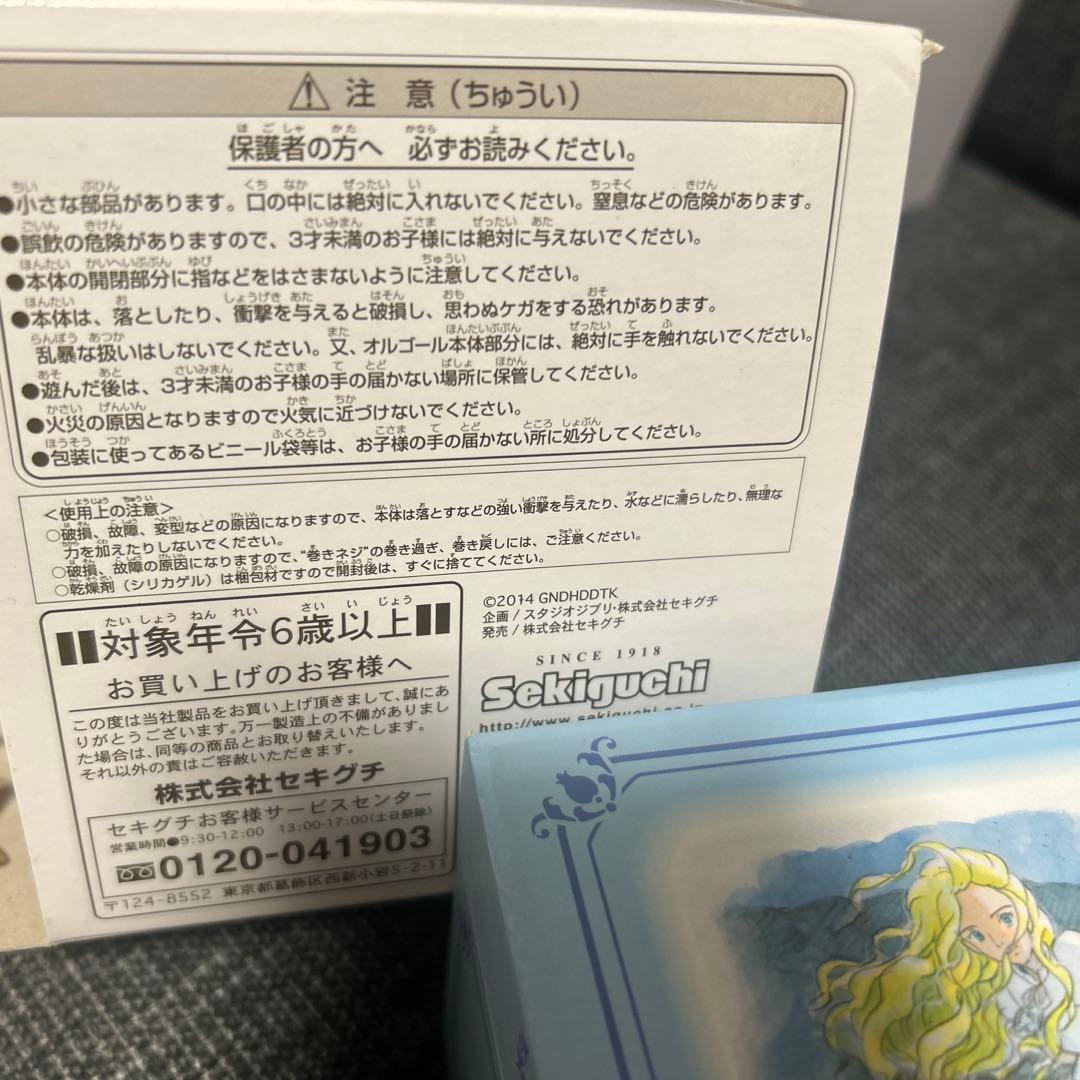 ⚠ 注 意 (ちゅうい)
保護者の方へ 必ずお読みください。
●小さな部品があります。口の中には絶対に入れないでください。窒息などの危険があります。
●誤飲の危険がありますので、3才未満のお子様には絶対に与えないでください。
●本体の開閉部分に指などをはさまないように注意してください。
●本体は、落としたり、衝撃を与えると破損し、思わぬケガをする恐れがあります。
乱暴な扱いはしないでください。又、オルゴール本体部分には、絶対に手を触れないでください。
●遊んだ後は、3才未満のお子様の手の届かない場所に保管してください。
●火災の原因となりますので火気に近づけないでください。
●包装に使ってあるビニール袋等は、お子様の手の届かない所に処分してください。
<使用上の注意>
○破損、故障、変型などの原因になりますので、本体は落とすなどの強い衝撃を与えたり、水などに濡らしたり、無理な
力を加えたりしないでください。
○破損、故障の原因になりますので、“巻きネジ”の巻き過ぎ、巻き戻しには、ご注意ください。
○乾燥剤（シリカゲル）は梱包材ですので開封後は、すぐに捨ててください。
対象年令6歳以上
お買い上げのお客様へ
この度は当社製品をお買い上げ頂きまして、誠にあ
りがとうございます。万一製造上の不備がありまし
た場合は、同等の商品とお取り替えいたします。
それ以外の責はご容赦いただきます。
株式会社セキグチ
セキグチお客様サービスセンター
営業時間●9:30-12:00 13:00-17:00(土日祭除)
0120-041903
〒124-8552 東京都葛飾区西新小岩5-2-11
©2014 GNDHDDTK
企画 / スタジオジブリ・株式会社セキグチ
発売 / 株式会社セキグチ
SINCE 1918
Sekiguchi
http://www.sekiguchi.co.jp